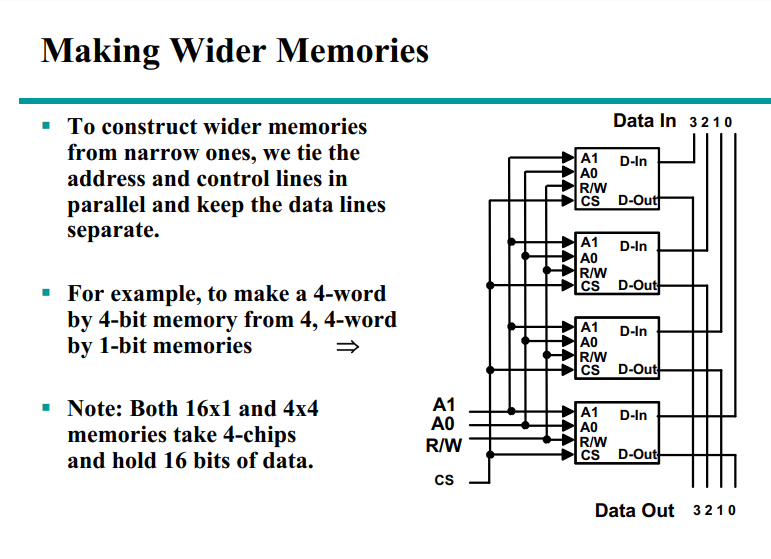 Making Wider Memories
▪ To construct wider memories
from narrow ones, we tie the
address and control lines in
parallel and keep the data lines
separate.
▪ For example, to make a 4-word
by 4-bit memory from 4, 4-word
by 1-bit memories ⇒
▪ Note: Both 16x1 and 4x4
memories take 4-chips
and hold 16 bits of data.
Data In 3 2 1 0
A1 D-In
A0
R/W
CS D-Out
A1 D-In
A0
R/W
CS D-Out
A1 D-In
A0
R/W
CS D-Out
A1 D-In
A0
R/W
CS D-Out
A1
A0
R/W
CS
Data Out 3 2 1 0